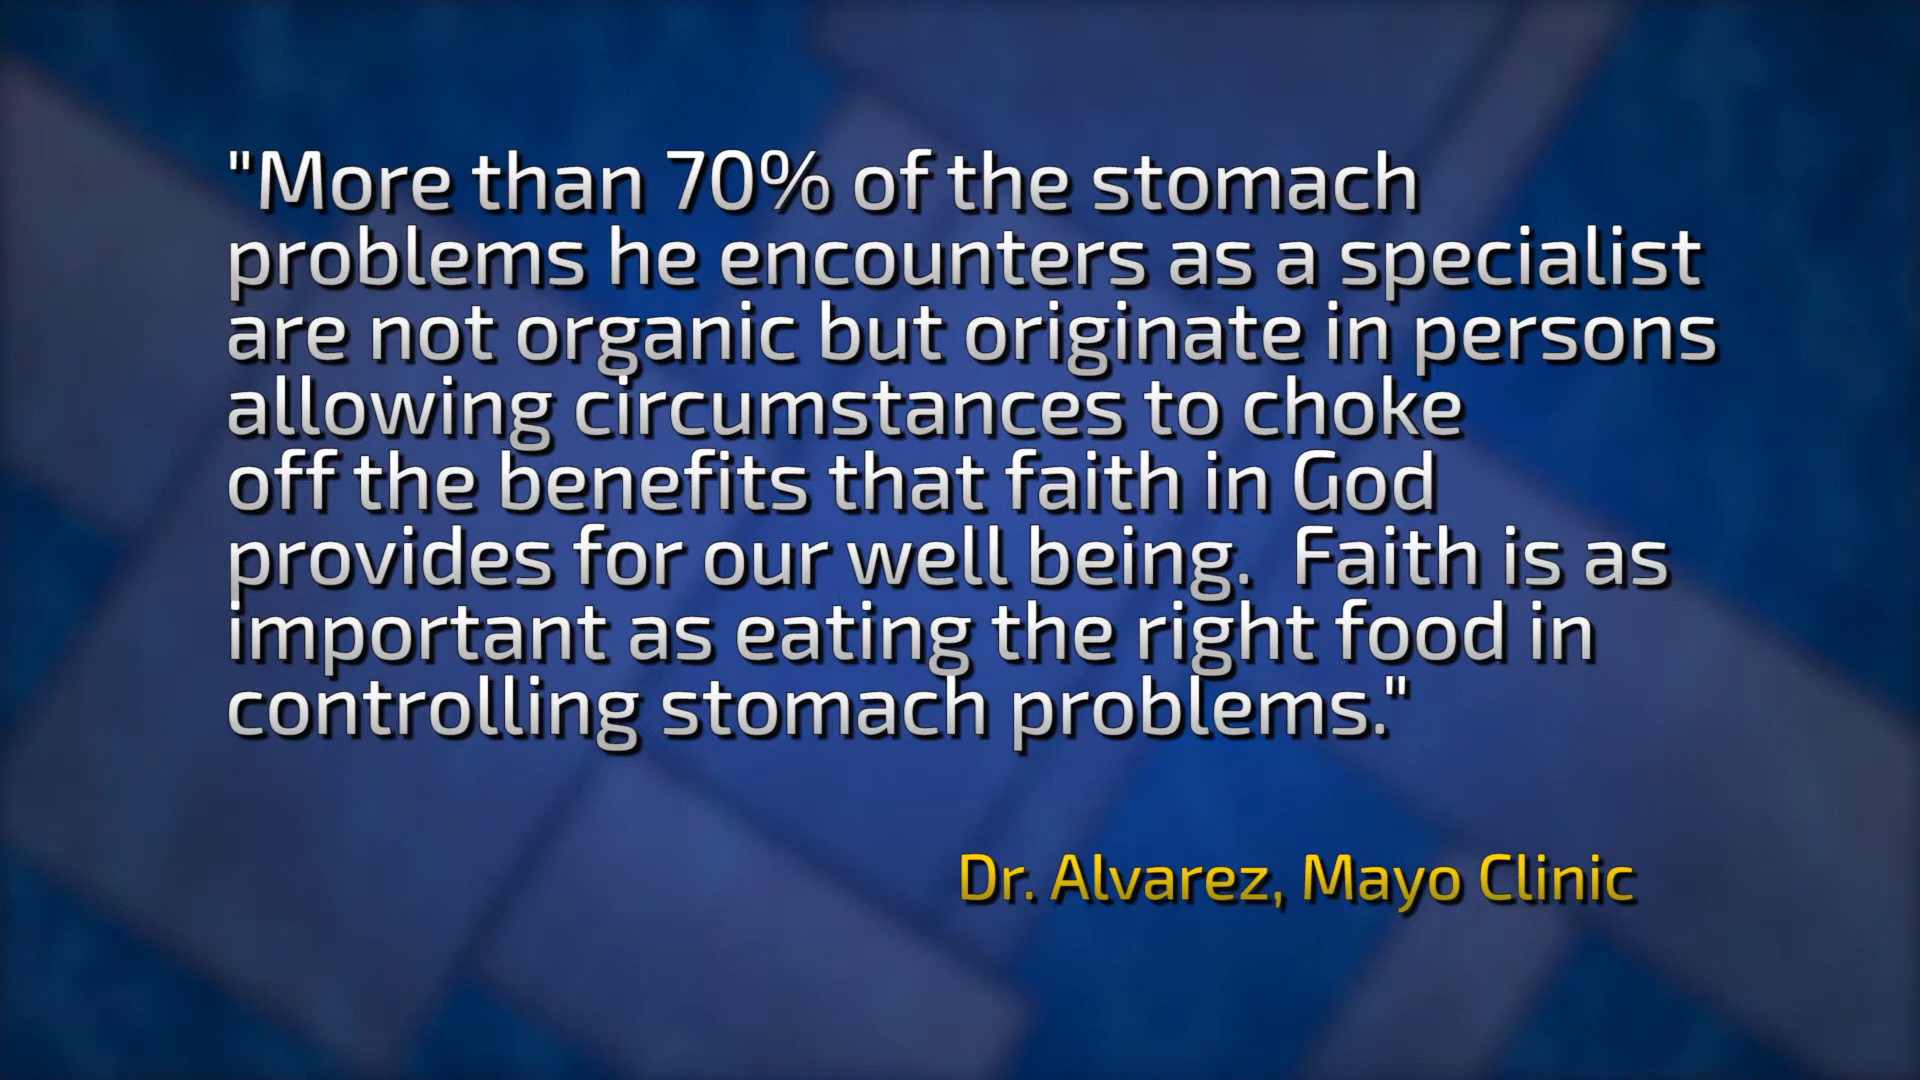 "More than 70% of the stomach
problems he encounters as a specialist
are not organic but originate in persons
allowing circumstances to choke
off the benefits that faith in God
provides for our well being.  Faith is as
important as eating the right food in
controlling stomach problems."
Dr. Alvarez, Mayo Clinic